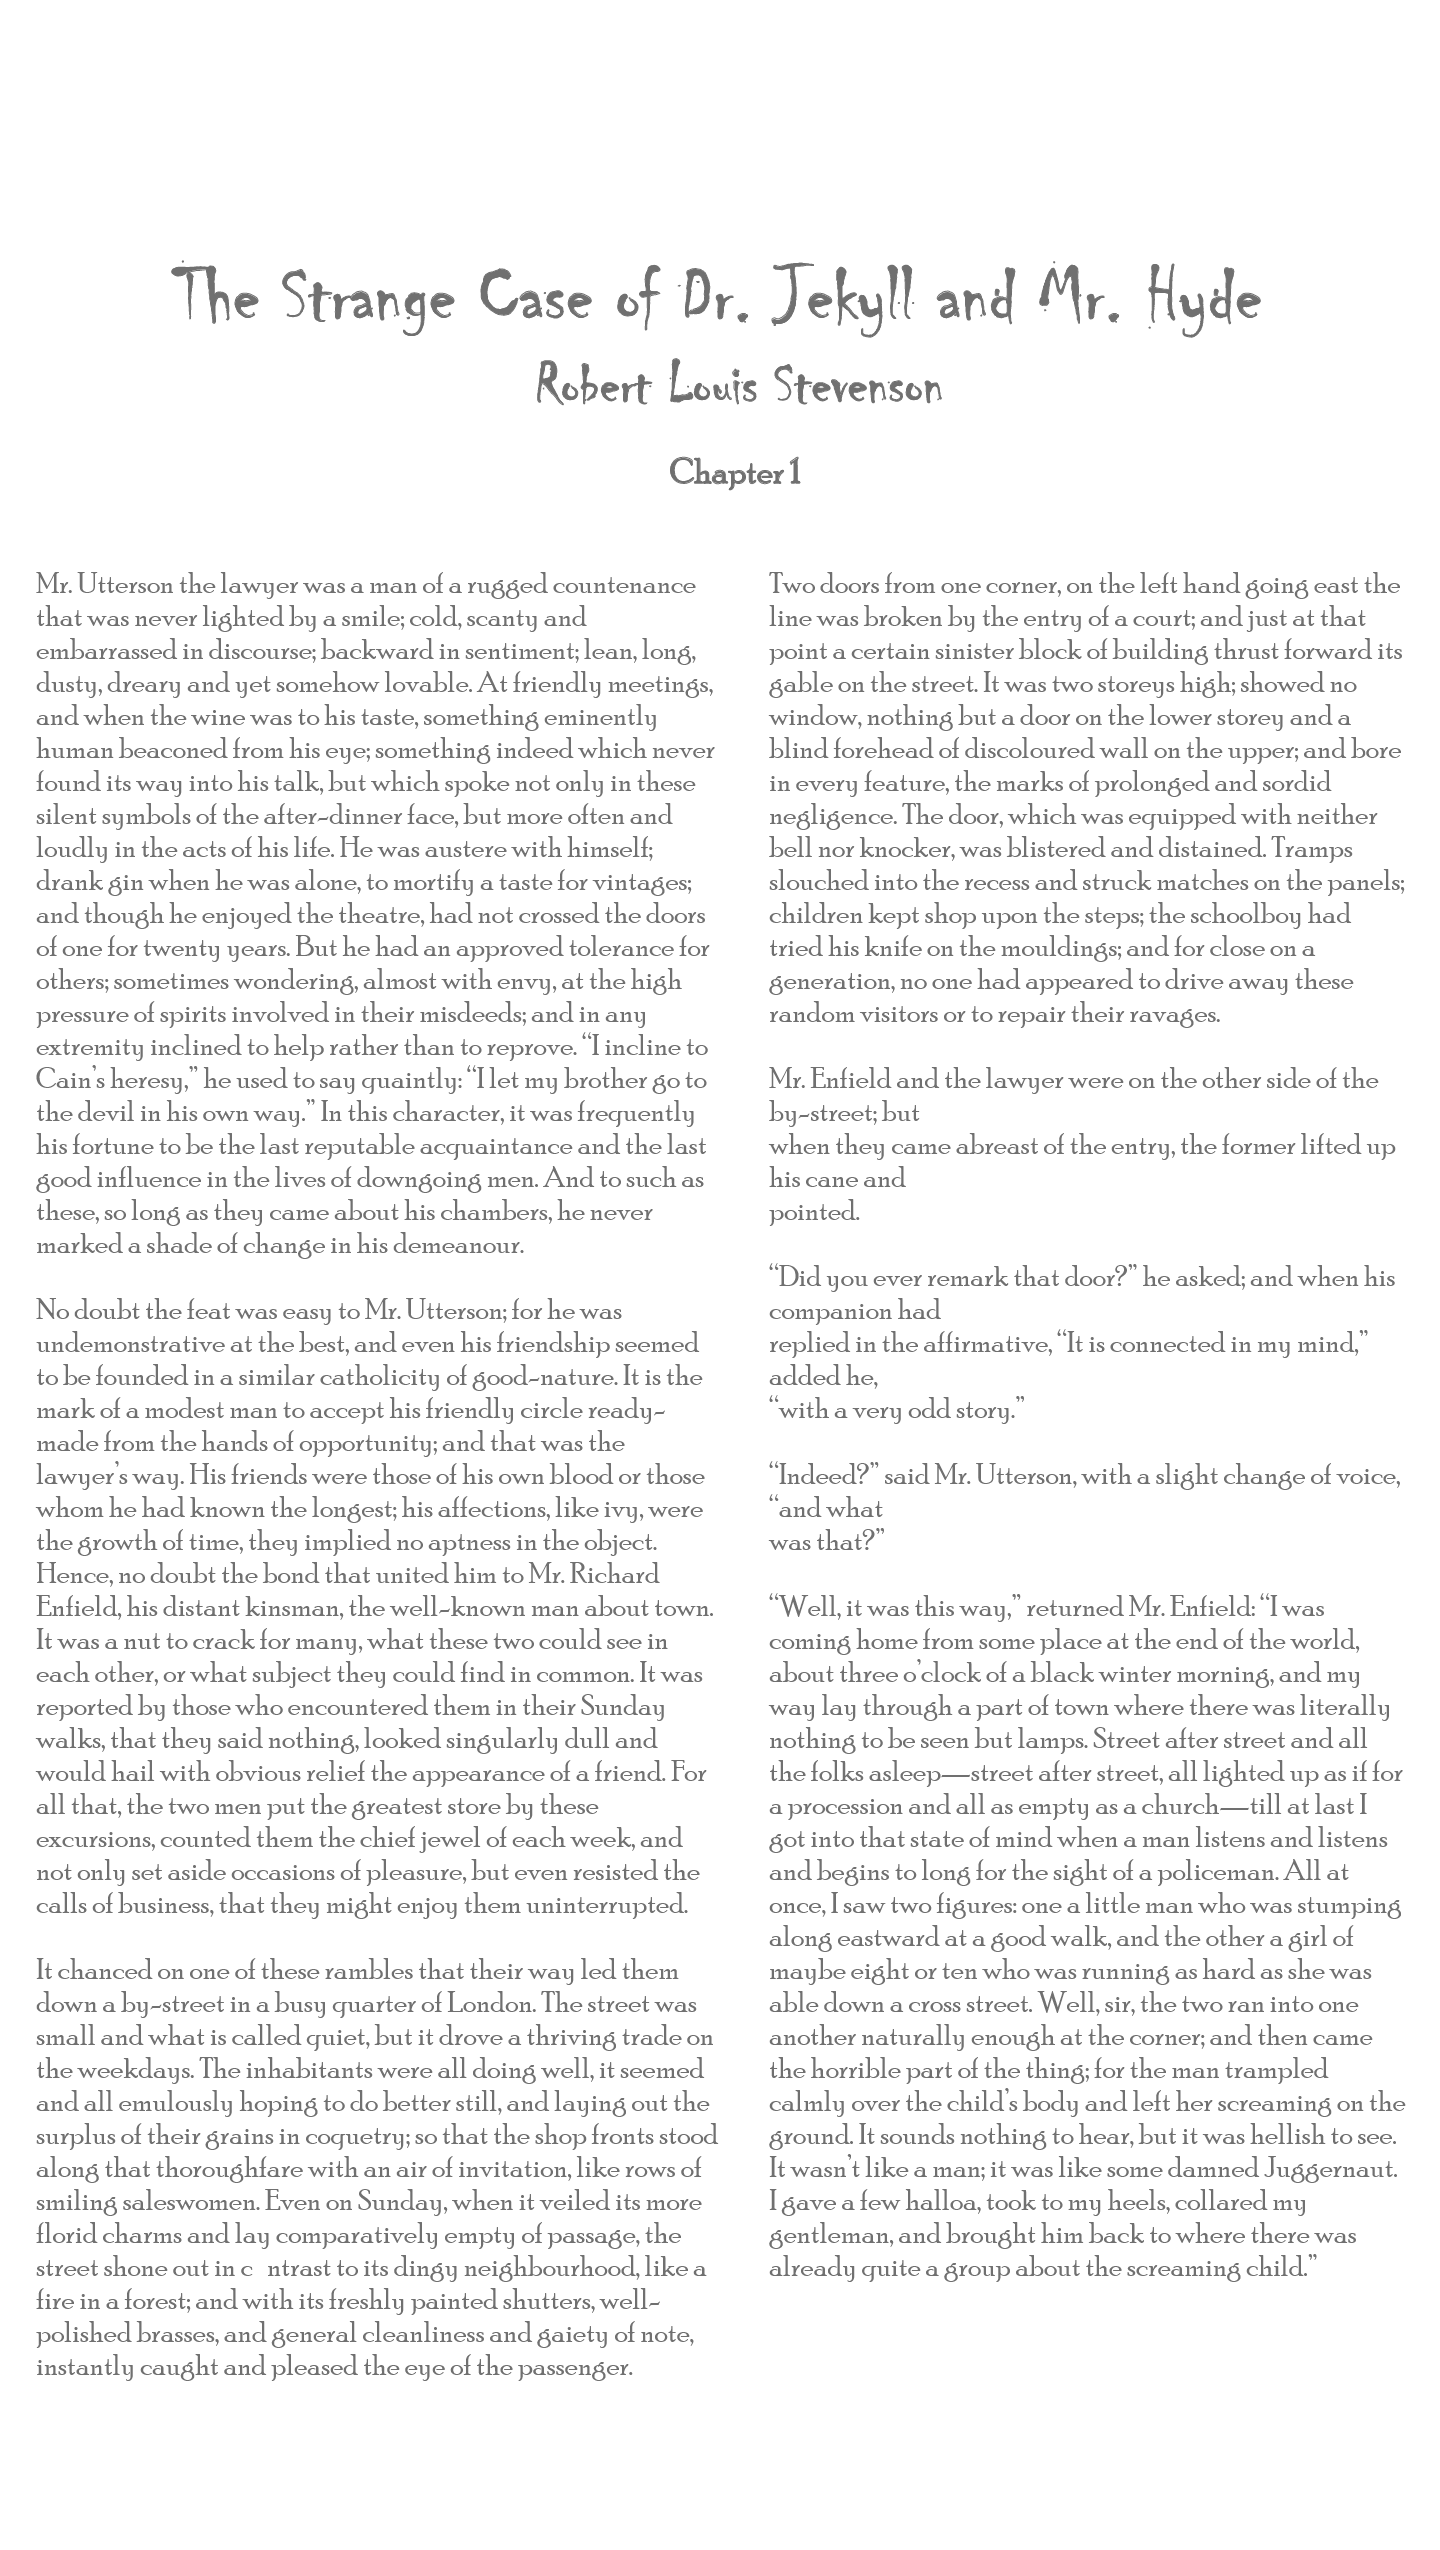 The Strange Case of Dr. Jekyll and Mr. Hyde
Robert Louis Stevenson
Chapter 1
Mr. Utterson the lawyer was a man of a rugged countenance
that was never lighted by a smile; cold, scanty and
embarrassed in discourse; backward in sentiment; lean, long,
dusty, dreary and yet somehow lovable. At friendly meetings,
and when the wine was to his taste, something eminently
human beaconed from his eye; something indeed which never
found its way into his talk, but which spoke not only in these
silent symbols of the after-dinner face, but more often and
loudly in the acts of his life. He was austere with himself;
drank gin when he was alone, to mortify a taste for vintages;
and though he enjoyed the theatre, had not crossed the doors
of one for twenty years. But he had an approved tolerance for
others; sometimes wondering, almost with envy, at the high
pressure of spirits involved in their misdeeds; and in any
extremity inclined to help rather than to reprove. “I incline to
Cain’s heresy,” he used to say quaintly: “I let my brother go to
the devil in his own way.” In this character, it was frequently
his fortune to be the last reputable acquaintance and the last
good influence in the lives of downgoing men. And to such as
these, so long as they came about his chambers, he never
marked a shade of change in his demeanour.
No doubt the feat was easy to Mr. Utterson; for he was
undemonstrative at the best, and even his friendship seemed
to be founded in a similar catholicity of good-nature. It is the
mark of a modest man to accept his friendly circle ready-
made from the hands of opportunity; and that was the
lawyer’s way. His friends were those of his own blood or those
whom he had known the longest; his affections, like ivy, were
the growth of time, they implied no aptness in the object.
Hence, no doubt the bond that united him to Mr. Richard
Enfield, his distant kinsman, the well-known man about town.
It was a nut to crack for many, what these two could see in
each other, or what subject they could find in common. It was
reported by those who encountered them in their Sunday
walks, that they said nothing, looked singularly dull and
would hail with obvious relief the appearance of a friend. For
all that, the two men put the greatest store by these
excursions, counted them the chief jewel of each week, and
not only set aside occasions of pleasure, but even resisted the
calls of business, that they might enjoy them uninterrupted.
It chanced on one of these rambles that their way led them
down a by-street in a busy quarter of London. The street was
small and what is called quiet, but it drove a thriving trade on
the weekdays. The inhabitants were all doing well, it seemed
and all emulously hoping to do better still, and laying out the
surplus of their grains in coquetry; so that the shop fronts stood
along that thoroughfare with an air of invitation, like rows of
smiling saleswomen. Even on Sunday, when it veiled its more
florid charms and lay comparatively empty of passage, the
street shone out in c ntrast to its dingy neighbourhood, like a
fire in a forest; and with its freshly painted shutters, well-
polished brasses, and general cleanliness and gaiety of note,
instantly caught and pleased the eye of the passenger.
Two doors from one corner, on the left hand going east the
line was broken by the entry of a court; and just at that
point a certain sinister block of building thrust forward its
gable on the street. It was two storeys high; showed no
window, nothing but a door on the lower storey and a
blind forehead of discoloured wall on the upper; and bore
in every feature, the marks of prolonged and sordid
negligence. The door, which was equipped with neither
bell nor knocker, was blistered and distained. Tramps
slouched into the recess and struck matches on the panels;
children kept shop upon the steps; the schoolboy had
tried his knife on the mouldings; and for close on a
generation, no one had appeared to drive away these
random visitors or to repair their ravages.
Mr. Enfield and the lawyer were on the other side of the
by-street; but
when they came abreast of the entry, the former lifted up
his cane and
pointed.
“Did you ever remark that door?” he asked; and when his
companion had
replied in the affirmative, “It is connected in my mind,”
added he,
“with a very odd story.”
“Indeed?” said Mr. Utterson, with a slight change of voice,
“and what
was that?”
“Well, it was this way,” returned Mr. Enfield: “I was
coming home from some place at the end of the world,
about three o’clock of a black winter morning, and my
way lay through a part of town where there was literally
nothing to be seen but lamps. Street after street and all
the folks asleep—street after street, all lighted up as if for
a procession and all as empty as a church—till at last I
got into that state of mind when a man listens and listens
and begins to long for the sight of a policeman. All at
once, I saw two figures: one a little man who was stumping
along eastward at a good walk, and the other a girl of
maybe eight or ten who was running as hard as she was
able down a cross street. Well, sir, the two ran into one
another naturally enough at the corner; and then came
the horrible part of the thing; for the man trampled
calmly over the child’s body and left her screaming on the
ground. It sounds nothing to hear, but it was hellish to see.
It wasn’t like a man; it was like some damned Juggernaut.
I gave a few halloa, took to my heels, collared my
gentleman, and brought him back to where there was
already quite a group about the screaming child.”